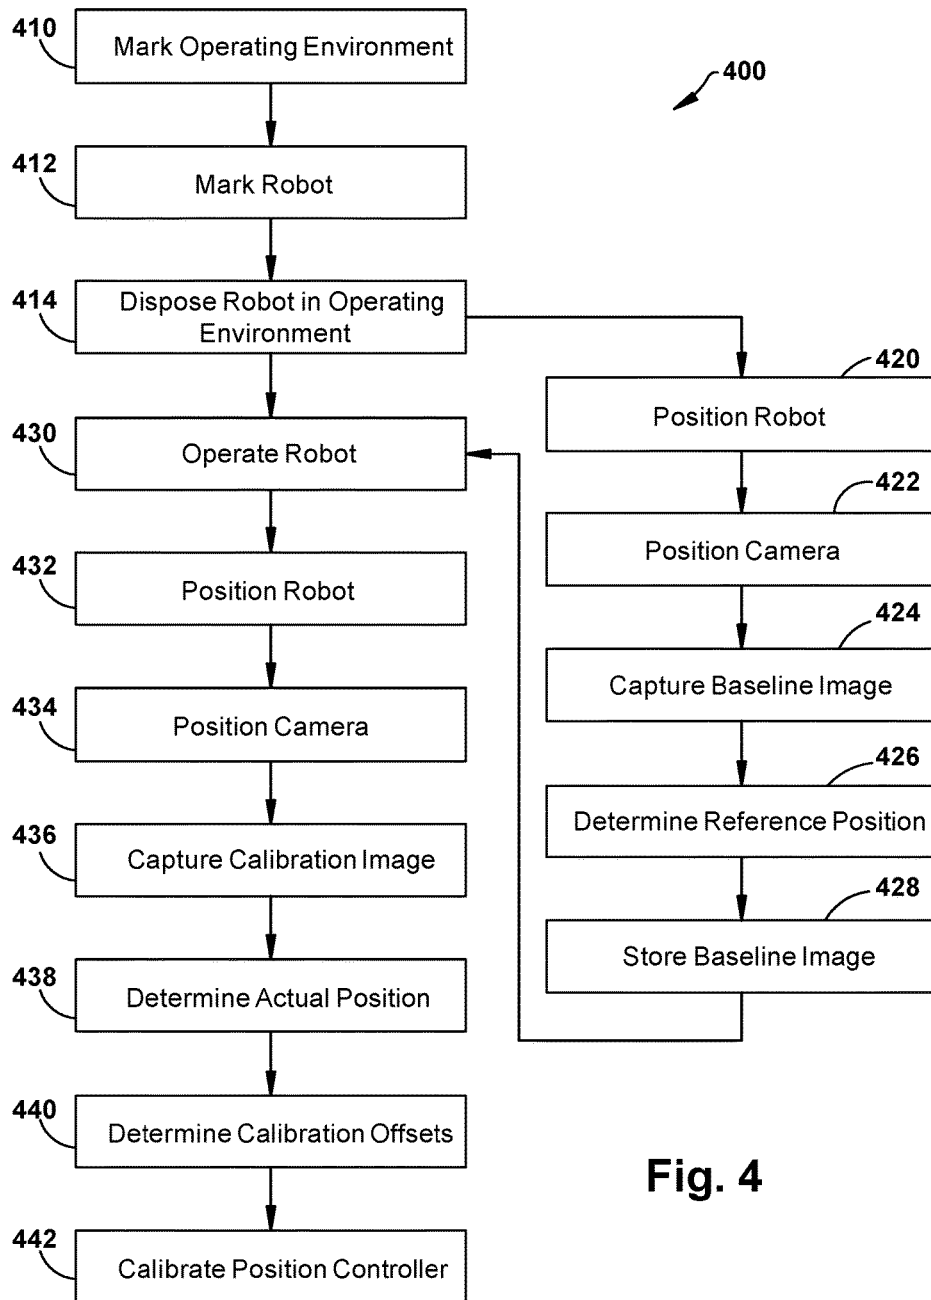 410
Mark Operating Environment
400
412
Mark Robot
414
Dispose Robot in Operating
Environment
420
Position Robot
430
Operate Robot
422
Position Camera
432
Position Robot
424
Capture Baseline Image
434
Position Camera
426
Determine Reference Position
436
Capture Calibration Image
428
Store Baseline Image
438
Determine Actual Position
440
Determine Calibration Offsets
Fig. 4
442
Calibrate Position Controller